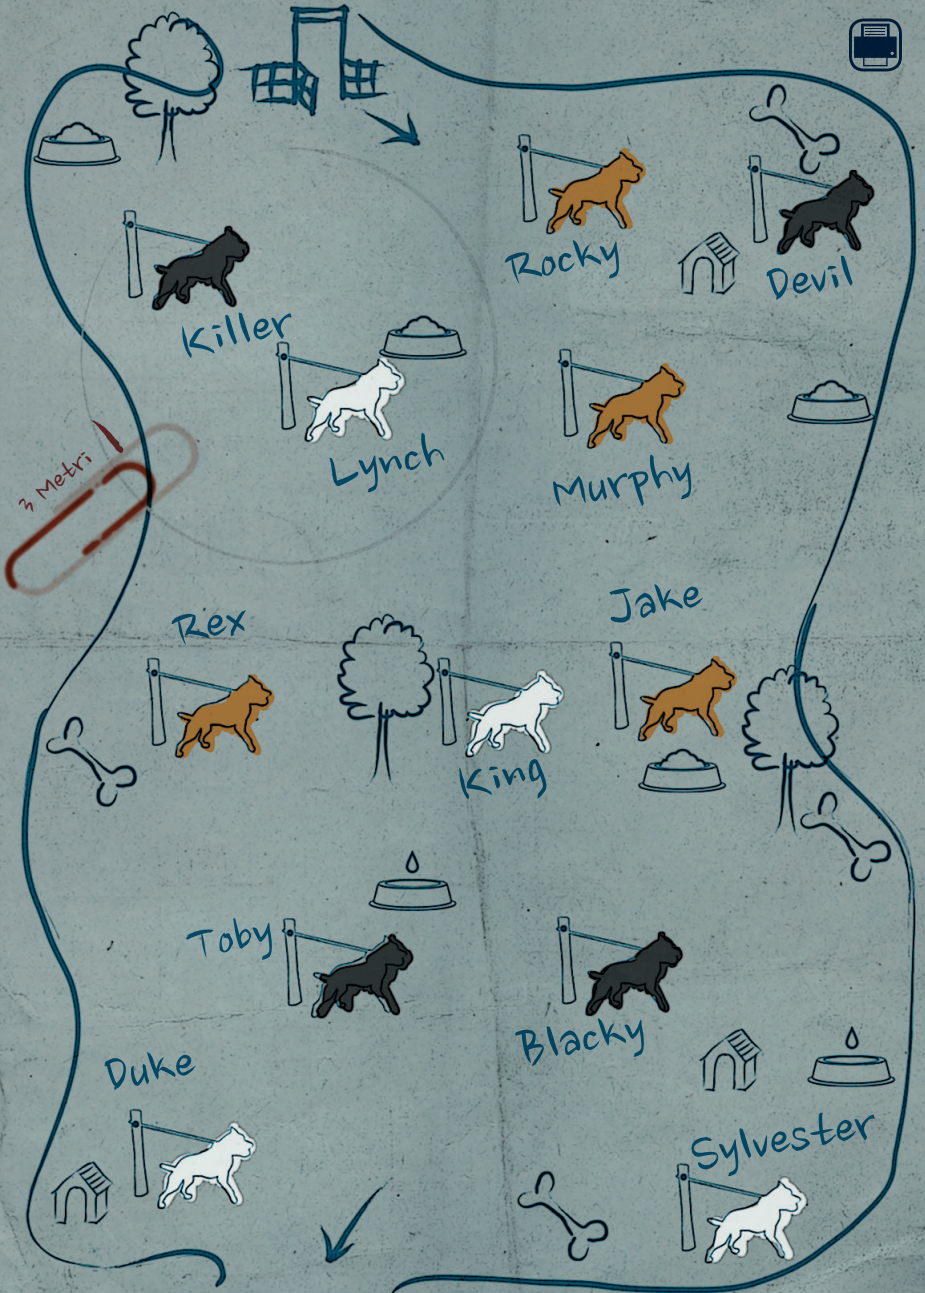 Rocky
Devil
Killer
Lynch
3 Metri
Murphy
Jake
Rex
King
Toby
Blacky
Duke
Sylvester